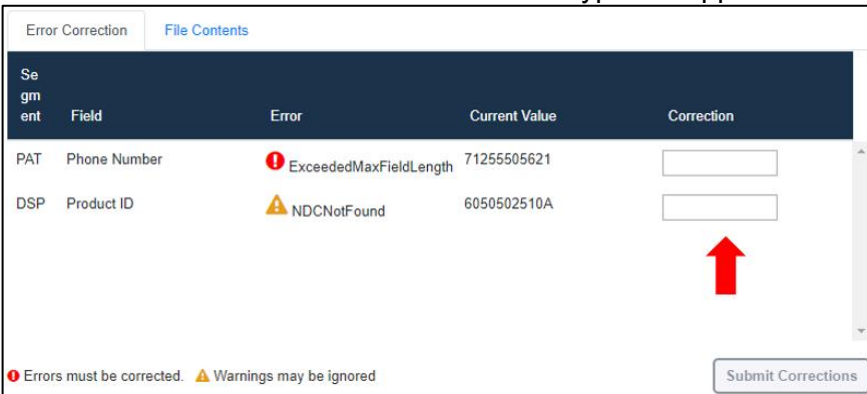 Error Correction File Contents
Se
gm
ent Field Error Current Value Correction
PAT Phone Number ExceededMaxFieldLength 71255505621
DSP Product ID NDCNotFound 6050502510A
Errors must be corrected. Warnings may be ignored Submit Corrections